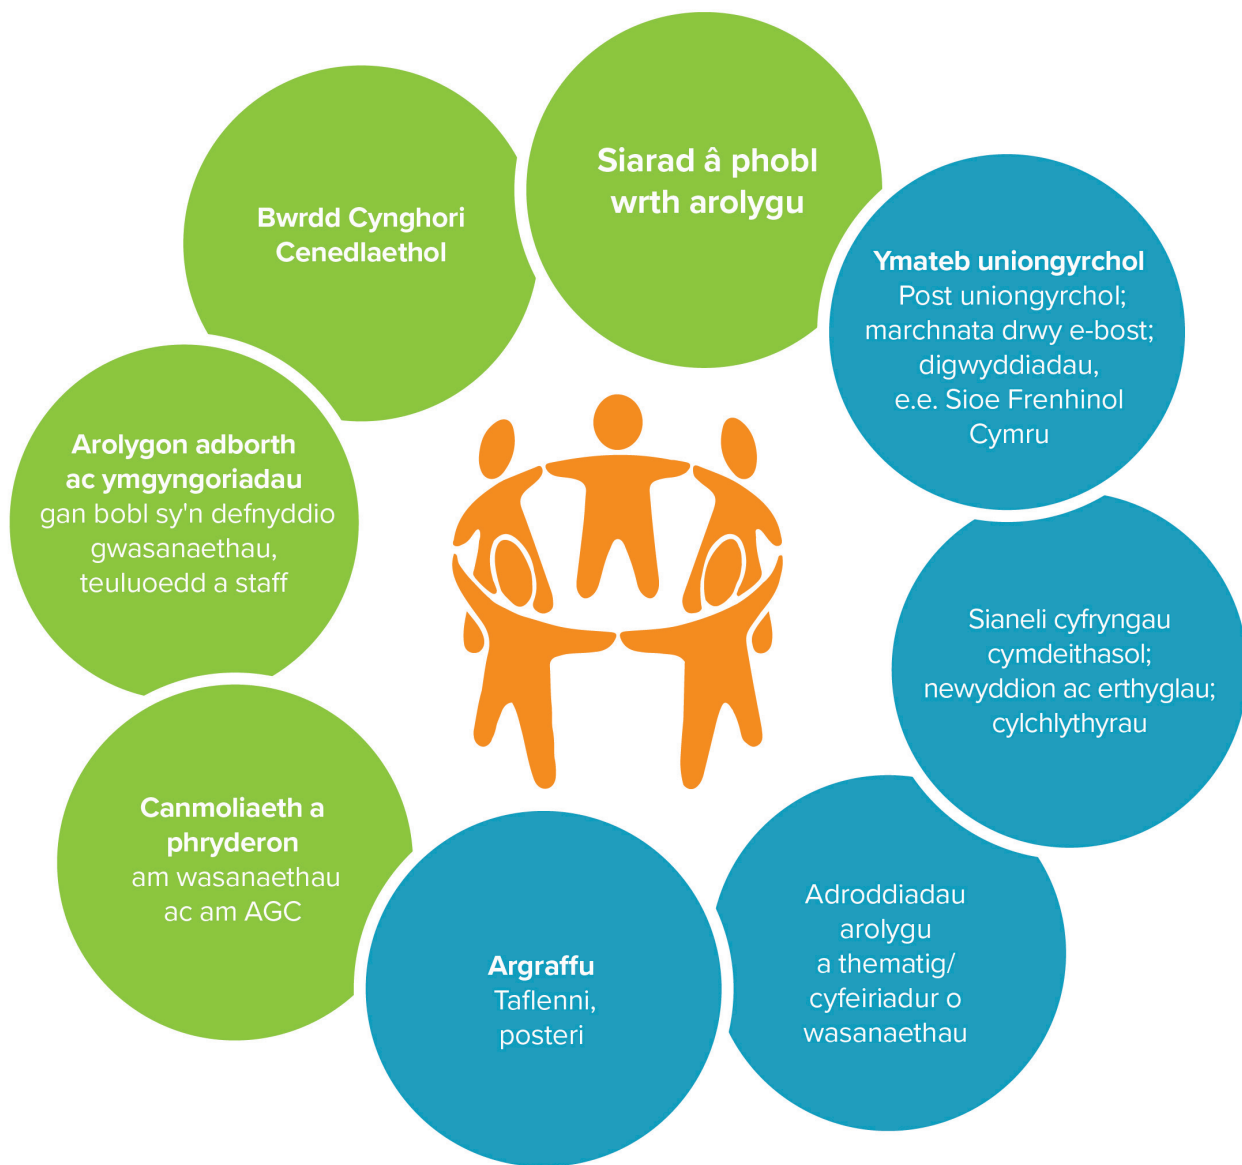 Siarad â phobl
wrth arolygu
Bwrdd Cynghori
Cenedlaethol
Ymateb uniongyrchol
Post uniongyrchol;
marchnata drwy e-bost;
digwyddiadau,
e.e. Sioe Frenhinol
Cymru
Arolygon adborth
ac ymgyngoriadau
gan bobl sy'n defnyddio
gwasanaethau,
teuluoedd a staff
Sianeli cyfryngau
cymdeithasol;
newyddion ac erthyglau;
cylchlythyrau
Canmoliaeth a
phryderon
am wasanaethau
ac am AGC
Adroddiadau
arolygu
a thematig/
cyfeiriadur o
wasanaethau
Argraffu
Taflenni,
posteri